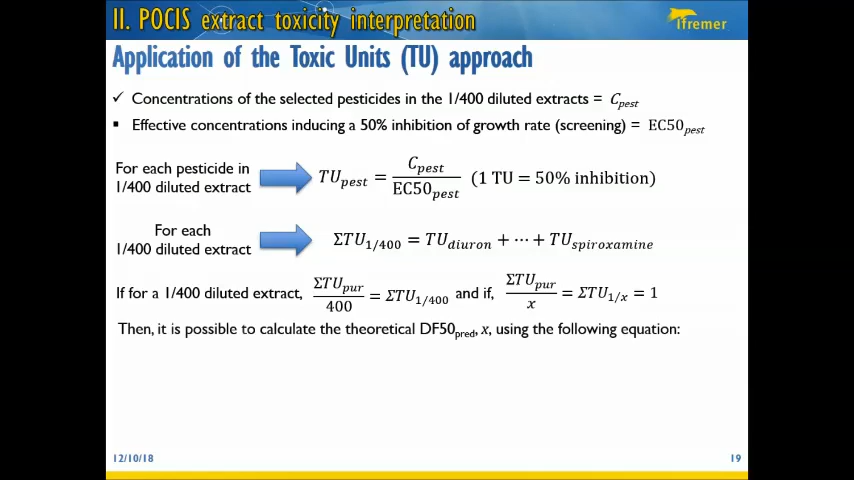 II. POCIS extract toxicity interpretation
Ifremer
Application of the Toxic Units (TU) approach
✓ Concentrations of the selected pesticides in the 1/400 diluted extracts = C_pest
▪ Effective concentrations inducing a 50% inhibition of growth rate (screening) = EC50_pest
For each pesticide in
1/400 diluted extract
TU_pest = C_pest / EC50_pest (1 TU = 50% inhibition)
For each
1/400 diluted extract
ΣTU_1/400 = TU_diuron + ⋯ + TU_spiroxamine
If for a 1/400 diluted extract, ΣTU_pur / 400 = ΣTU_1/400 and if, ΣTU_pur / x = ΣTU_1/x = 1
Then, it is possible to calculate the theoretical DF50_pred, x, using the following equation:
12/10/18
19